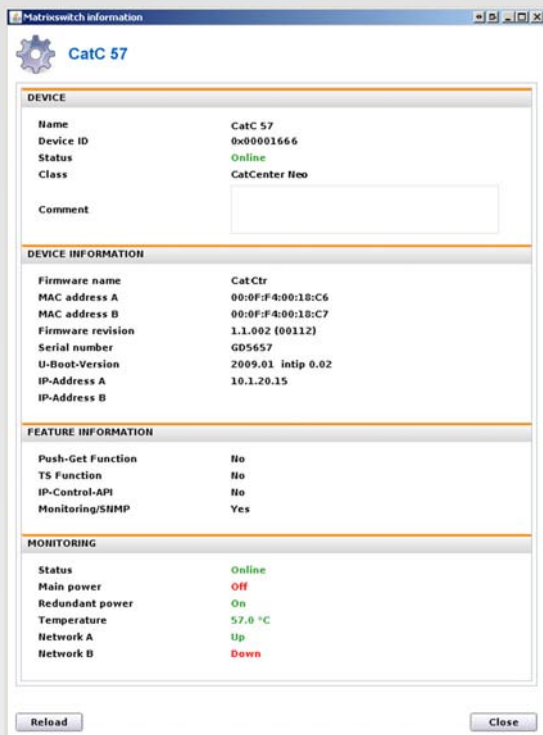 Matrixswitch information
CatC 57
DEVICE
Name CatC 57
Device ID 0x00001666
Status Online
Class CatCenter Neo
Comment
DEVICE INFORMATION
Firmware name CatCtr
MAC address A 00:0F:F4:00:18:C6
MAC address B 00:0F:F4:00:18:C7
Firmware revision 1.1.002 (00112)
Serial number GD5657
U-Boot-Version 2009.01 intip 0.02
IP-Address A 10.1.20.15
IP-Address B
FEATURE INFORMATION
Push-Get Function No
TS Function No
IP-Control-API No
Monitoring/SNMP Yes
MONITORING
Status Online
Main power Off
Redundant power On
Temperature 57.0 °C
Network A Up
Network B Down
Reload Close